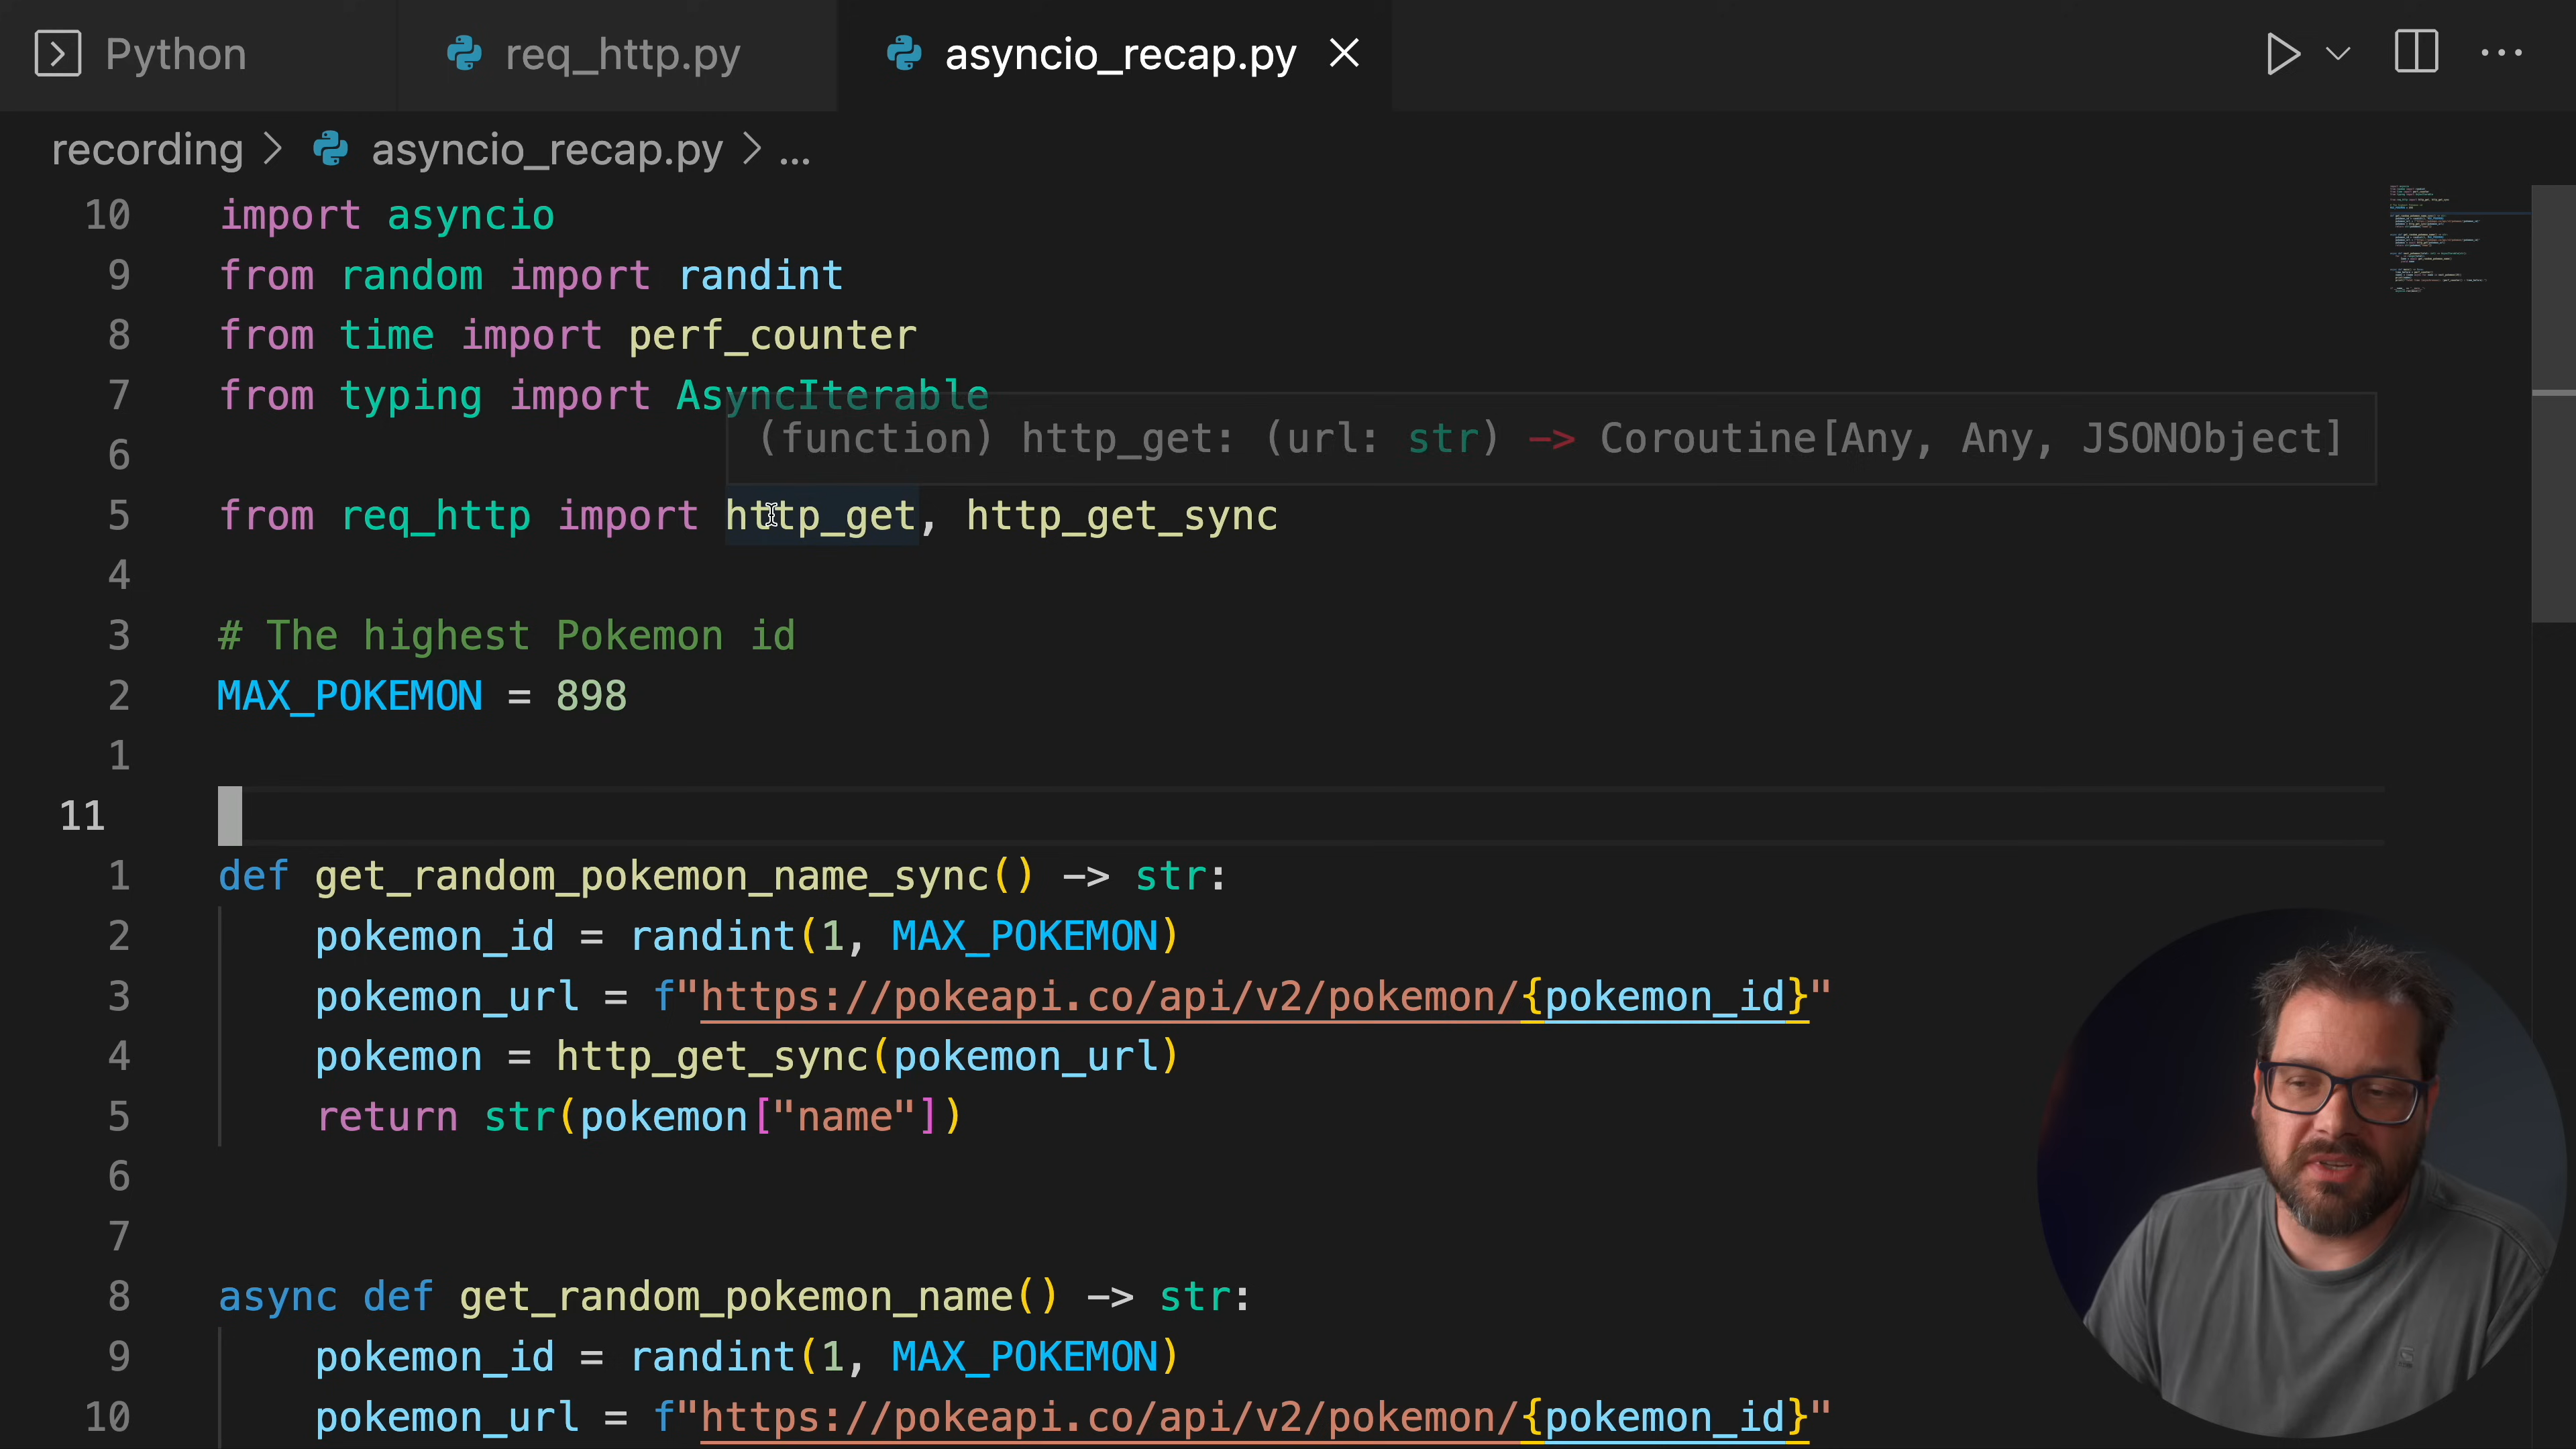 Python
req_http.py
asyncio_recap.py
recording > asyncio_recap.py > ...
10 import asyncio
9 from random import randint
8 from time import perf_counter
7 from typing import AsyncIterable
(function) http_get: (url: str) -> Coroutine[Any, Any, JSONObject]
6
5 from req_http import http_get, http_get_sync
4
3 # The highest Pokemon id
2 MAX_POKEMON = 898
1
11
1 def get_random_pokemon_name_sync() -> str:
2 pokemon_id = randint(1, MAX_POKEMON)
3 pokemon_url = f"https://pokeapi.co/api/v2/pokemon/{pokemon_id}"
4 pokemon = http_get_sync(pokemon_url)
5 return str(pokemon["name"])
6
7
8 async def get_random_pokemon_name() -> str:
9 pokemon_id = randint(1, MAX_POKEMON)
10 pokemon_url = f"https://pokeapi.co/api/v2/pokemon/{pokemon_id}"